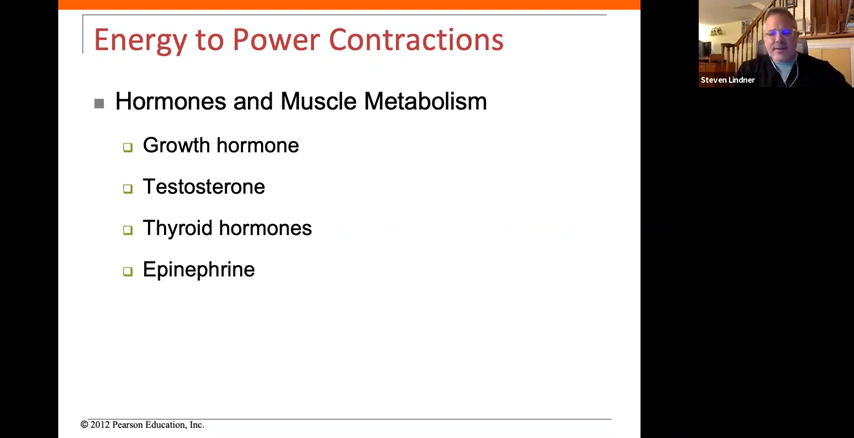 Energy to Power Contractions
Hormones and Muscle Metabolism
Growth hormone
Testosterone
Thyroid hormones
Epinephrine
© 2012 Pearson Education, Inc.
Steven Lindner